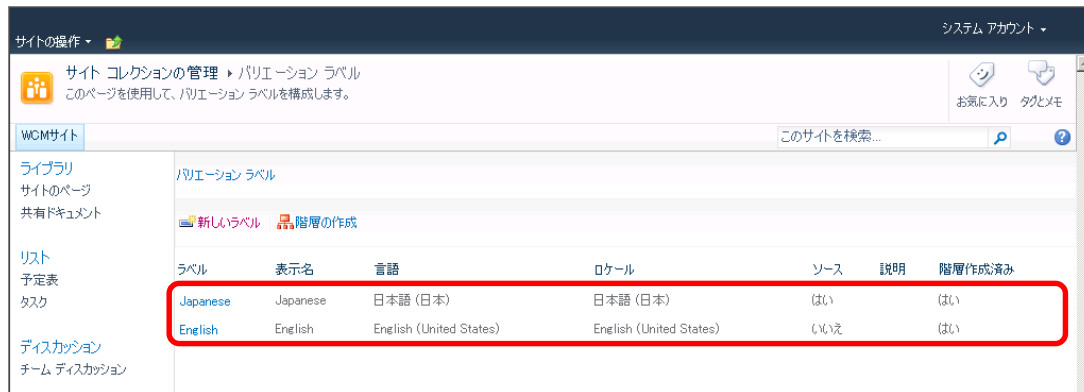 システム アカウント
サイトの操作
サイト コレクションの管理 ▸ バリエーション ラベル
このページを使用して、バリエーション ラベルを構成します。
お気に入り タグとメモ
WCMサイト
このサイトを検索...
ライブラリ
サイトのページ
共有ドキュメント
リスト
予定表
タスク
ディスカッション
チーム ディスカッション
バリエーション ラベル
新しいラベル 階層の作成
ラベル 表示名 言語 ロケール ソース 説明 階層作成済み
Japanese Japanese 日本語 (日本) 日本語 (日本) はい はい
English English English (United States) English (United States) いいえ はい